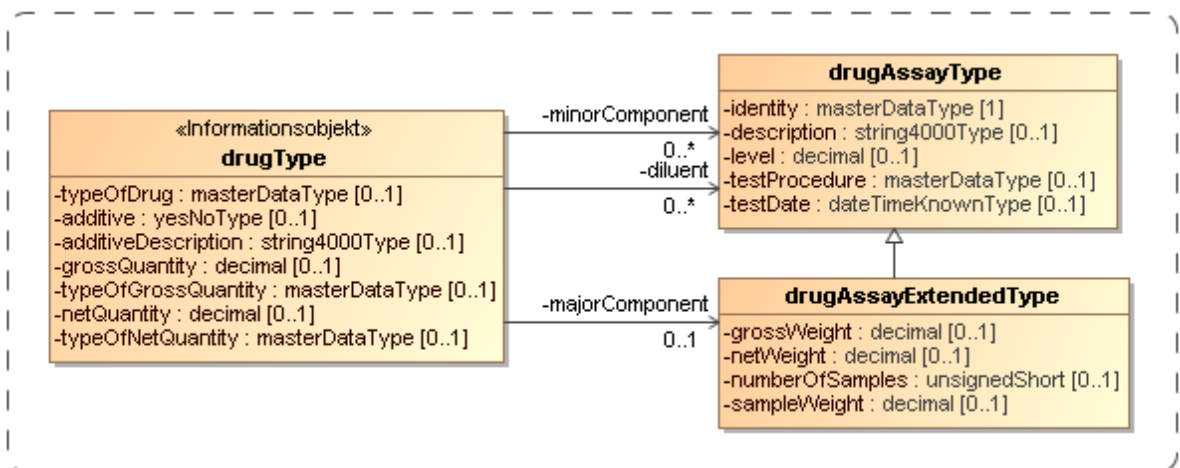 «Informationsobjekt»
drugType
-typeOfDrug : masterDataType [0..1]
-additive : yesNoType [0..1]
-additiveDescription : string4000Type [0..1]
-grossQuantity : decimal [0..1]
-typeOfGrossQuantity : masterDataType [0..1]
-netQuantity : decimal [0..1]
-typeOfNetQuantity : masterDataType [0..1]
-minorComponent
0..*
-diluent
0..*
-majorComponent
0..1
drugAssayType
-identity : masterDataType [1]
-description : string4000Type [0..1]
-level : decimal [0..1]
-testProcedure : masterDataType [0..1]
-testDate : dateTimeKnownType [0..1]
drugAssayExtendedType
-grossWeight : decimal [0..1]
-netWeight : decimal [0..1]
-numberOfSamples : unsignedShort [0..1]
-sampleWeight : decimal [0..1]